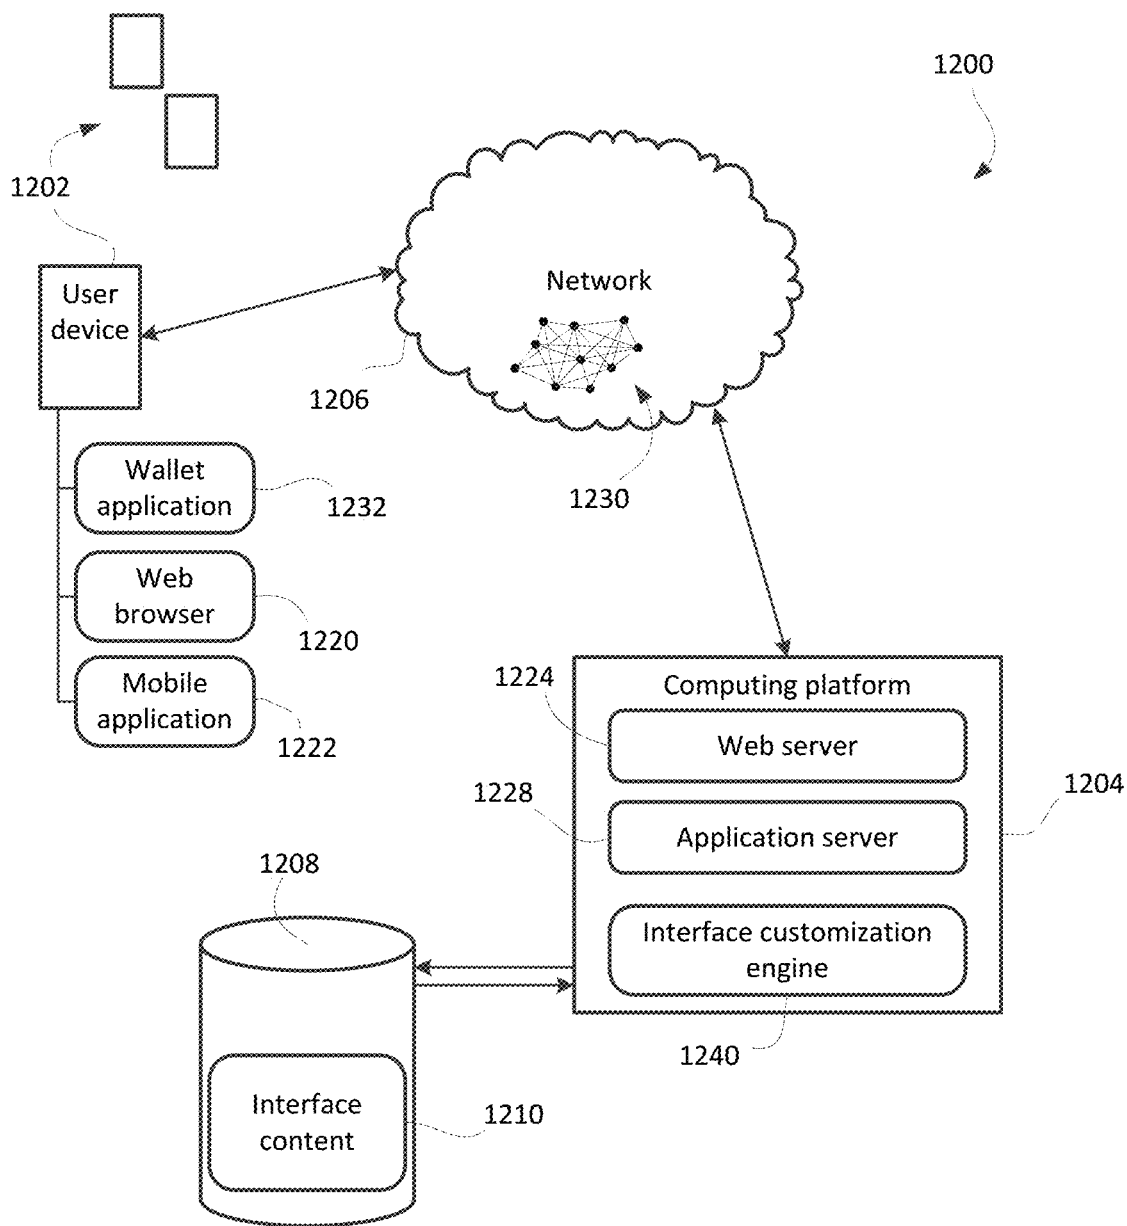 1200
1202
User
device
Network
1206
1230
Wallet
application
1232
Web
browser
1220
Mobile
application
1222
1224
Computing platform
Web server
1204
1228
Application server
1208
Interface customization
engine
1240
Interface
content
1210